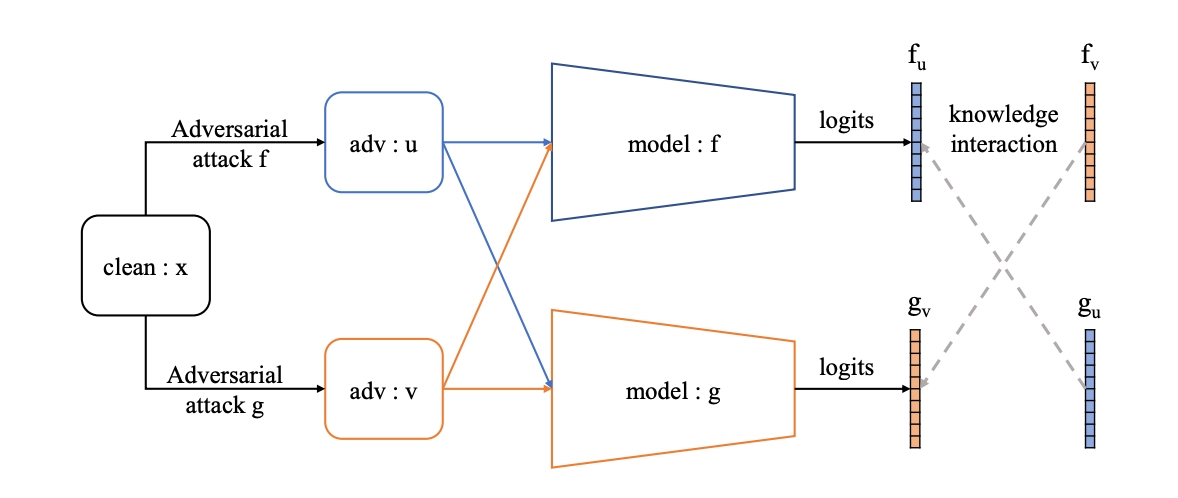 f_u
f_v
Adversarial
attack f
adv : u
model : f
logits
knowledge
interaction
clean : x
g_v
g_u
Adversarial
attack g
adv : v
model : g
logits